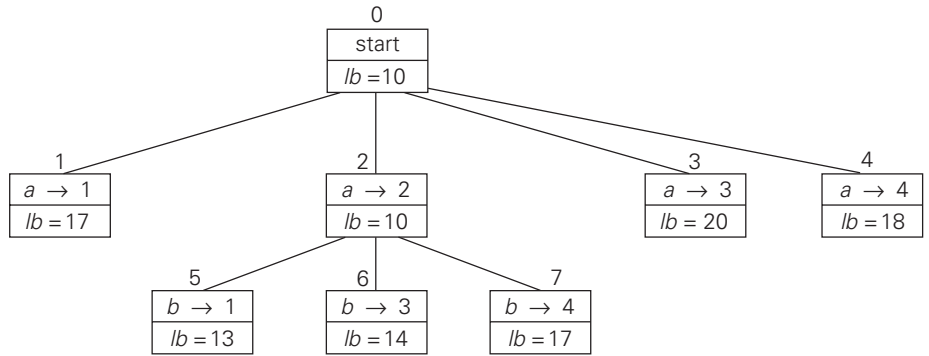 0
start
lb = 10
1
2
3
4
a → 1
a → 2
a → 3
a → 4
lb = 17
lb = 10
lb = 20
lb = 18
5
6
7
b → 1
b → 3
b → 4
lb = 13
lb = 14
lb = 17